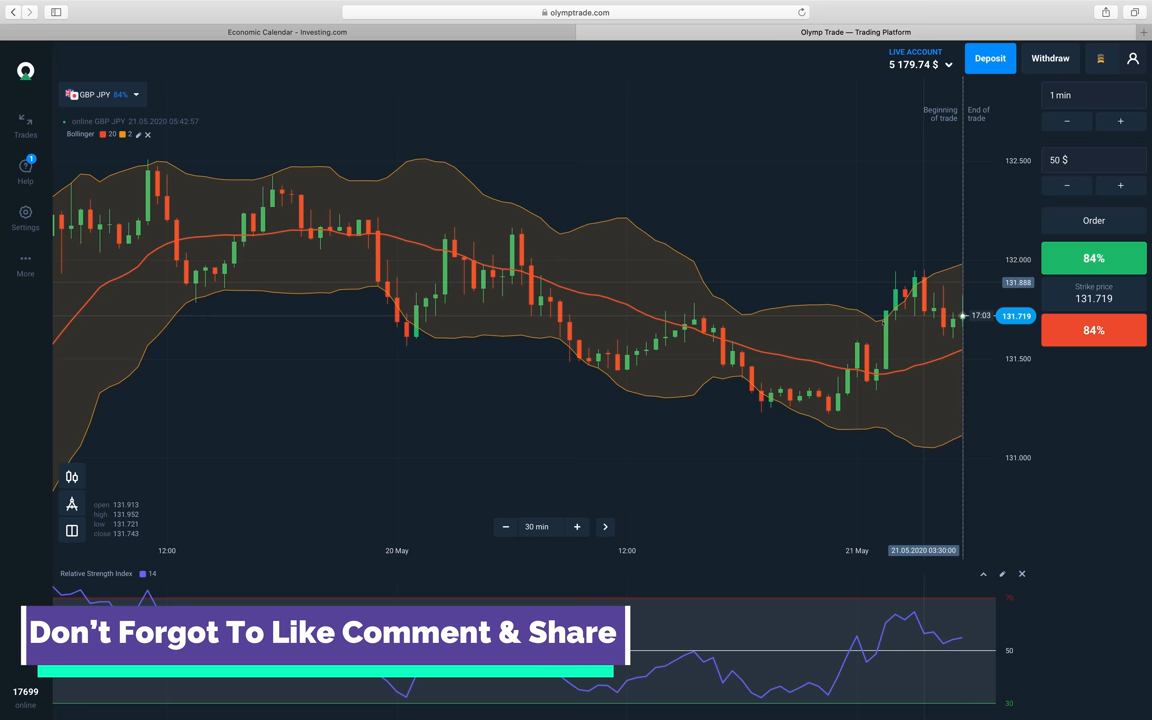 olymptrade.com
Economic Calendar - Investing.com
Olymp Trade — Trading Platform
LIVE ACCOUNT
5 179.74 $
Deposit
Withdraw
GBP JPY 84%
online GBP JPY 21.05.2020 05:42:57
Bollinger 20 2
Trades
1
Help
Settings
More
Beginning of trade
End of trade
1 min
− +
50 $
− +
Order
84%
Strike price
131.719
84%
132.500
132.000
131.888
17:03
131.719
131.500
131.000
open 131.913
high 131.952
low 131.721
close 131.743
− 30 min +
12:00
20 May
12:00
21 May
21.05.2020 03:30:00
Relative Strength Index 14
70
50
30
Don’t Forgot To Like Comment & Share
17699
online